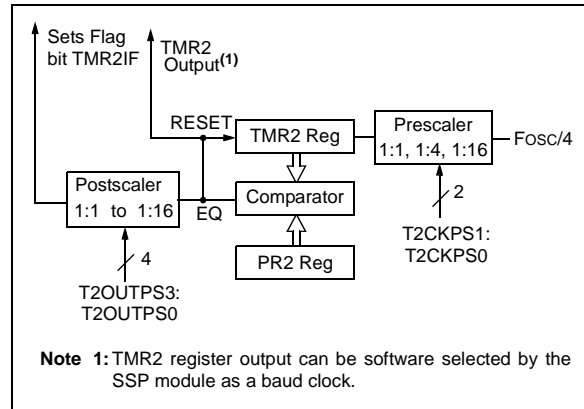 Sets Flag
bit TMR2IF
TMR2
Output(1)
RESET
TMR2 Reg
Prescaler
1:1, 1:4, 1:16
FOSC/4
Postscaler
1:1 to 1:16
EQ
Comparator
2
T2CKPS1:
T2CKPS0
PR2 Reg
4
T2OUTPS3:
T2OUTPS0
Note 1: TMR2 register output can be software selected by the
SSP module as a baud clock.